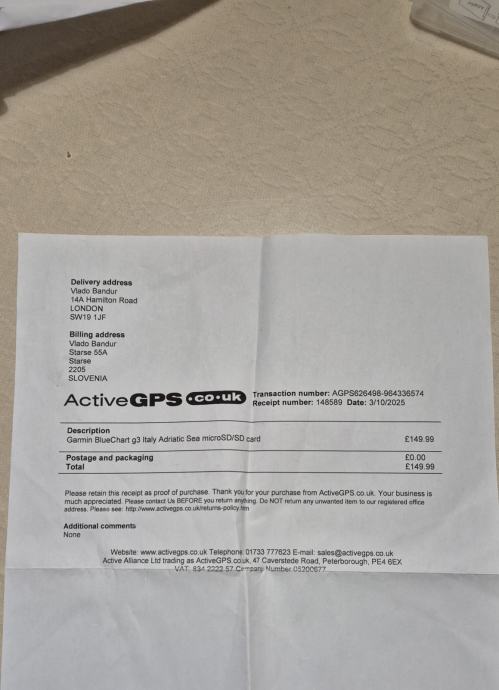 Delivery address
Vlado Bandur
14A Hamilton Road
LONDON
SW19 1JF
Billing address
Vlado Bandur
Starse 55A
Starse
2205
SLOVENIA
ActiveGPS •co•uk
Transaction number: AGPS626498-964336574
Receipt number: 148589 Date: 3/10/2025
Description
Garmin BlueChart g3 Italy Adriatic Sea microSD/SD card £149.99
Postage and packaging £0.00
Total £149.99
Please retain this receipt as proof of purchase. Thank you for your purchase from ActiveGPS.co.uk. Your business is
much appreciated. Please contact Us BEFORE you return anything. Do NOT return any unwanted item to our registered office
address. Please see: http://www.activegps.co.uk/returns-policy.htm
Additional comments
None
Website: www.activegps.co.uk Telephone: 01733 777623 E-mail: sales@activegps.co.uk
Active Alliance Ltd trading as ActiveGPS.co.uk, 47 Caverstede Road, Peterborough, PE4 6EX
VAT: 834 2222 57 Company Number 05200677